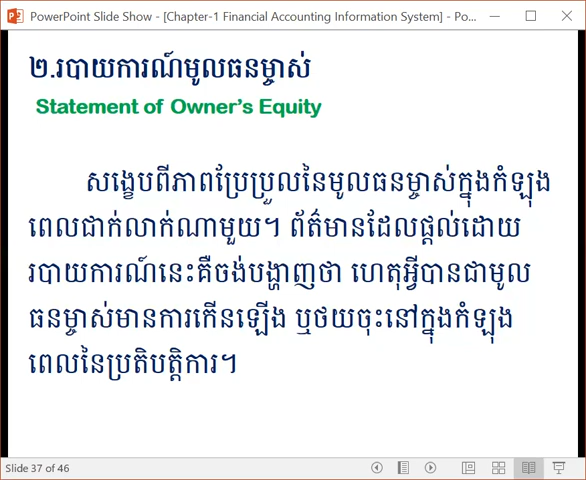 PowerPoint Slide Show - [Chapter-1 Financial Accounting Information System] - Po...
២.របាយការណ៍មូលធនម្ចាស់
Statement of Owner's Equity
សង្ខេបពីភាពប្រែប្រួលនៃមូលធនម្ចាស់ក្នុងកំឡុង
ពេលជាក់លាក់ណាមួយ។ ព័ត៌មានដែលផ្តល់ដោយ
របាយការណ៍នេះគឺចង់បង្ហាញថា ហេតុអ្វីបានជាមូល
ធនម្ចាស់មានការកើនឡើង ឬថយចុះនៅក្នុងកំឡុង
ពេលនៃប្រតិបត្តិការ។
Slide 37 of 46